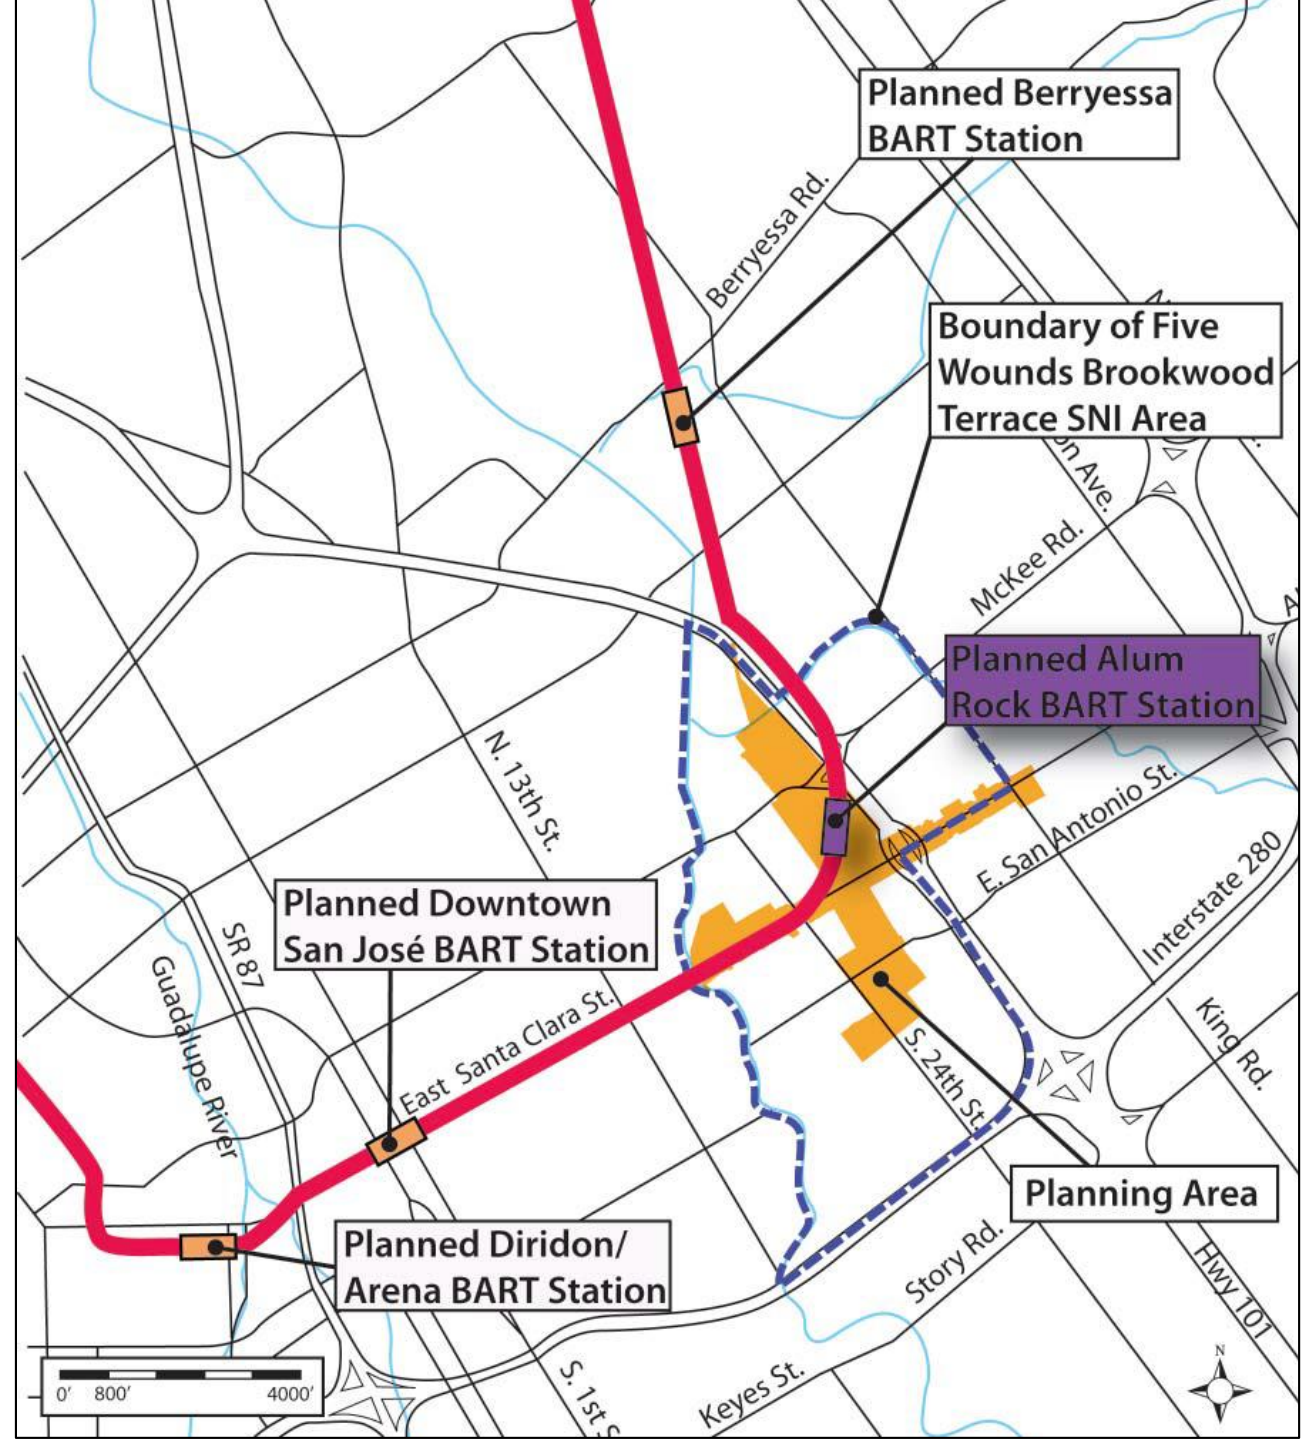 Planned Berryessa
BART Station
Berryessa Rd.
Boundary of Five
Wounds Brookwood
Terrace SNI Area
Ave.
McKee Rd.
Planned Alum
Rock BART Station
N. 13th St.
E. San Antonio St.
Interstate 280
Planned Downtown
San José BART Station
SR 87
Guadalupe River
East Santa Clara St.
King Rd.
S. 24th St.
Planning Area
Planned Diridon/
Arena BART Station
Story Rd.
Hwy 101
0' 800' 4000'
S. 1st S
Keyes St.
N